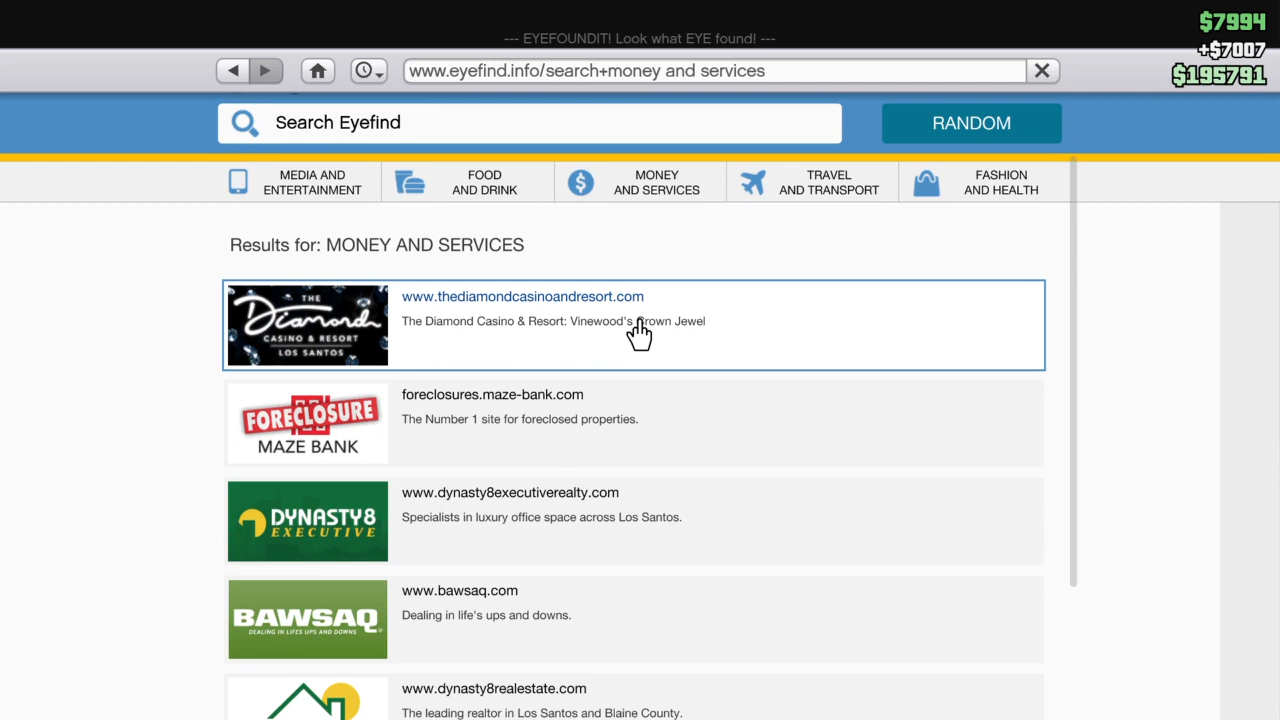 $7994
--- EYEFOUNDIT! Look what EYE found! ---
+$7007
www.eyefind.info/search+money and services
$195791
Search Eyefind
RANDOM
MEDIA AND
ENTERTAINMENT
FOOD
AND DRINK
MONEY
AND SERVICES
TRAVEL
AND TRANSPORT
FASHION
AND HEALTH
Results for: MONEY AND SERVICES
THE
Diamond
CASINO & RESORT
LOS SANTOS
www.thediamondcasinoandresort.com
The Diamond Casino & Resort: Vinewood's Crown Jewel
FORECLOSURE
MAZE BANK
foreclosures.maze-bank.com
The Number 1 site for foreclosed properties.
DYNASTY8
EXECUTIVE
www.dynasty8executiverealty.com
Specialists in luxury office space across Los Santos.
BAWSAQ
DEALING IN LIFES UPS AND DOWNS
www.bawsaq.com
Dealing in life's ups and downs.
www.dynasty8realestate.com
The leading realtor in Los Santos and Blaine County.